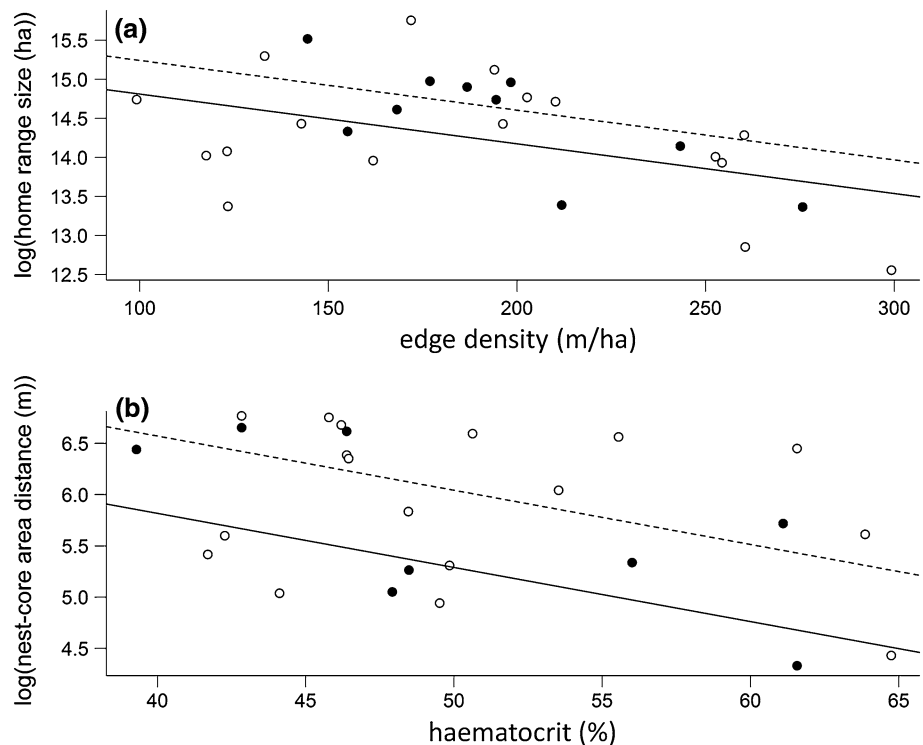 (a)
log(home range size (ha))
15.5
15.0
14.5
14.0
13.5
13.0
12.5
100 150 200 250 300
edge density (m/ha)
(b)
log(nest-core area distance (m))
6.5
6.0
5.5
5.0
4.5
40 45 50 55 60 65
haematocrit (%)